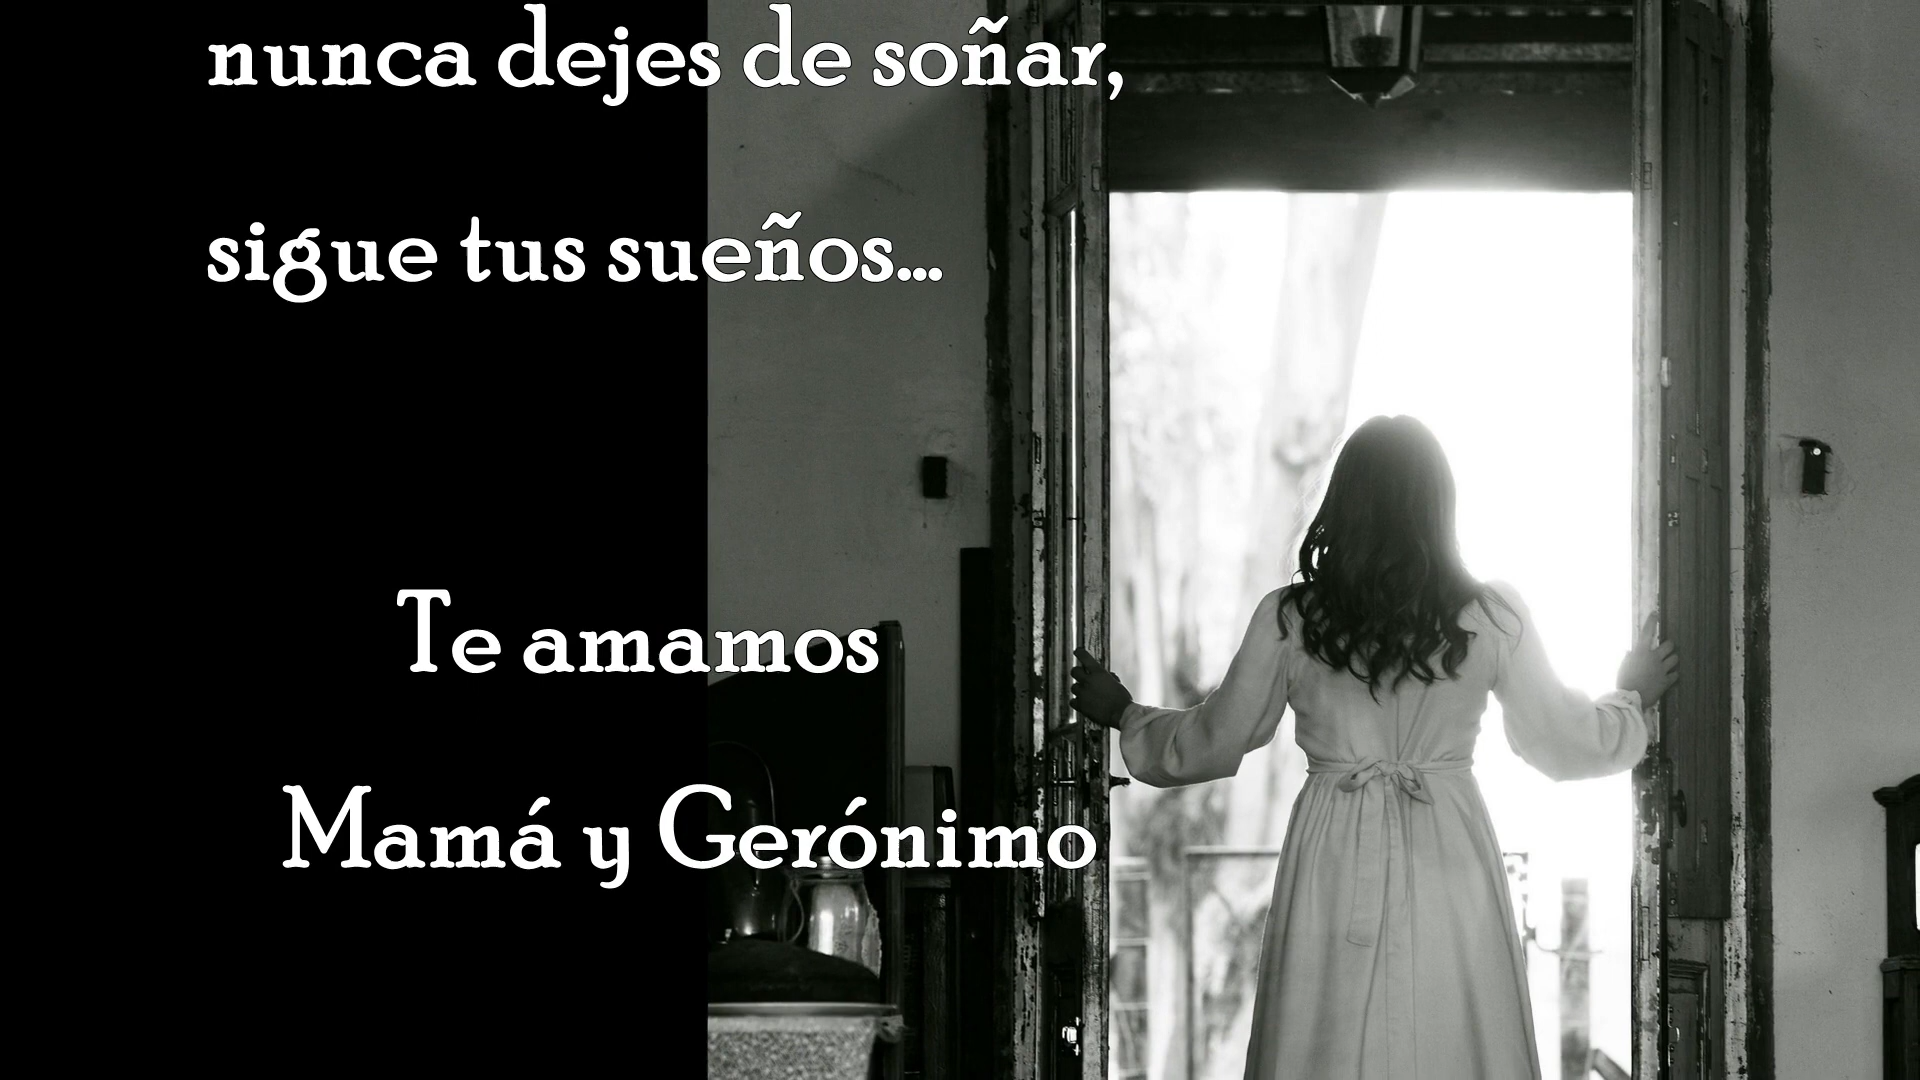 nunca dejes de soñar,
sigue tus sueños...
Te amamos
Mamá y Gerónimo